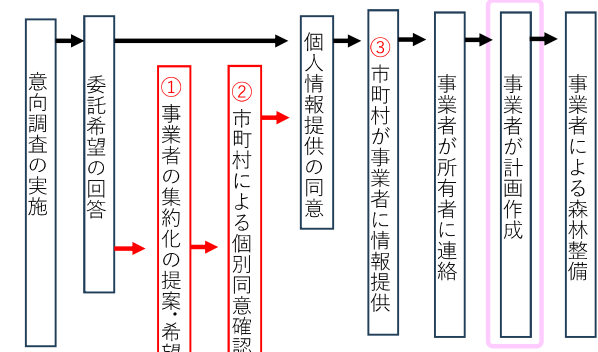 意向調査の実施
委託希望の回答
①事業者の集約化の提案・希望
②市町村による個別同意確認
個人情報提供の同意
③市町村が事業者に情報提供
事業者が所有者に連絡
事業者が計画作成
事業者による森林整備